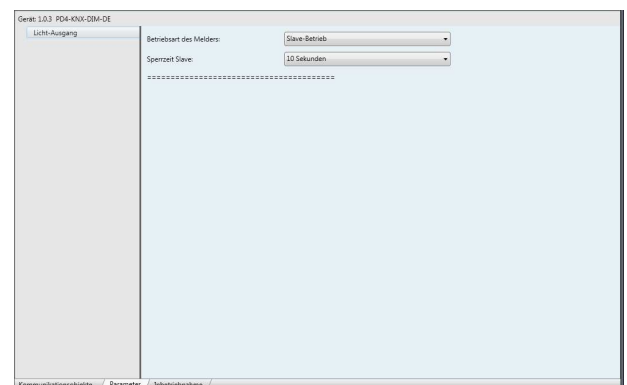 Gerät: 1.0.3 PD4-KNX-DIM-DE
Licht-Ausgang
Betriebsart des Melders: Slave-Betrieb
Sperrzeit Slave: 10 Sekunden
========================================
Kommunikationsobjekte Parameter Inbetriebnahme